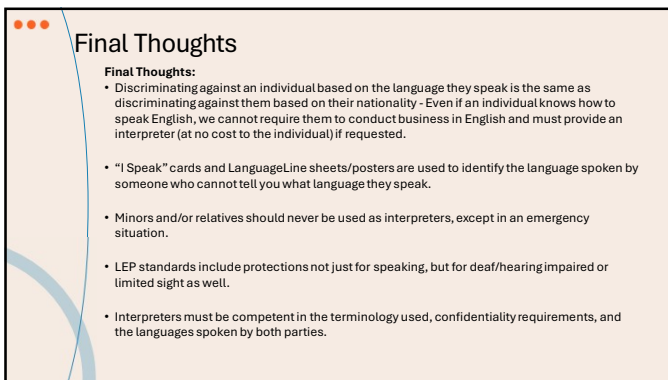 Final Thoughts
Final Thoughts:
• Discriminating against an individual based on the language they speak is the same as
discriminating against them based on their nationality - Even if an individual knows how to
speak English, we cannot require them to conduct business in English and must provide an
interpreter (at no cost to the individual) if requested.
• “I Speak” cards and LanguageLine sheets/posters are used to identify the language spoken by
someone who cannot tell you what language they speak.
• Minors and/or relatives should never be used as interpreters, except in an emergency
situation.
• LEP standards include protections not just for speaking, but for deaf/hearing impaired or
limited sight as well.
• Interpreters must be competent in the terminology used, confidentiality requirements, and
the languages spoken by both parties.